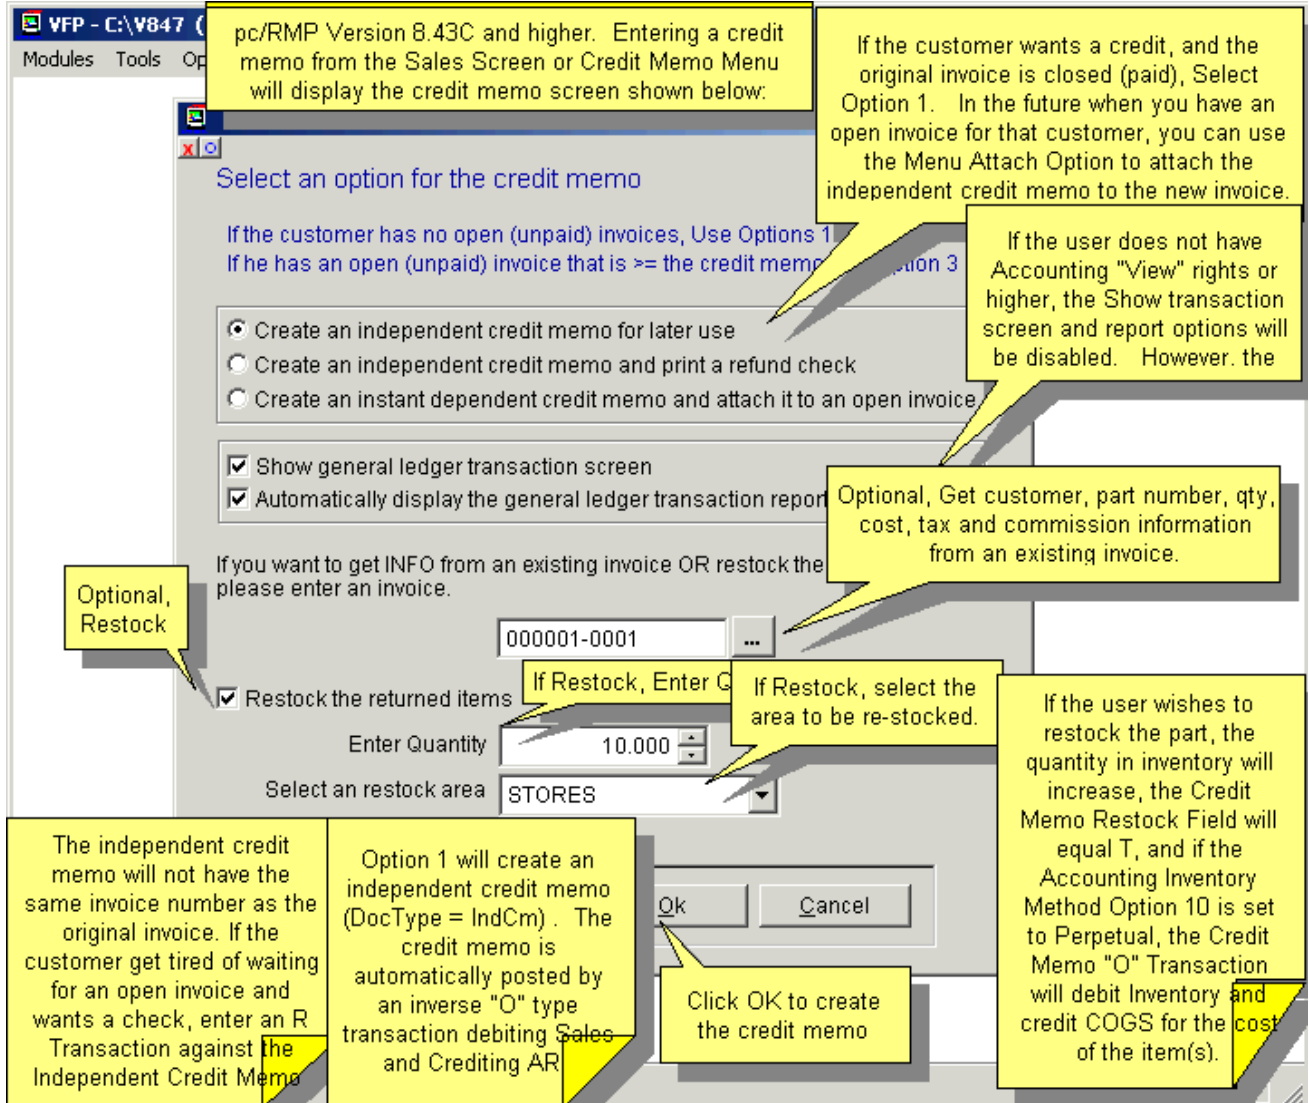 VFP - C:\V847 (
Modules Tools Op
pc/RMP Version 8.43C and higher. Entering a credit
memo from the Sales Screen or Credit Memo Menu
will display the credit memo screen shown below:
If the customer wants a credit, and the
original invoice is closed (paid), Select
Option 1. In the future when you have an
open invoice for that customer, you can use
the Menu Attach Option to attach the
independent credit memo to the new invoice.
Select an option for the credit memo
If the customer has no open (unpaid) invoices, Use Options 1
If he has an open (unpaid) invoice that is >= the credit memo ption 3
If the user does not have
Accounting "View" rights or
higher, the Show transaction
screen and report options will
be disabled. However, the
Create an independent credit memo for later use
Create an independent credit memo and print a refund check
Create an instant dependent credit memo and attach it to an open invoice
Show general ledger transaction screen
Automatically display the general ledger transaction report
Optional, Get customer, part number, qty,
cost, tax and commission information
from an existing invoice.
If you want to get INFO from an existing invoice OR restock the
please enter an invoice.
Optional,
Restock
000001-0001 ...
Restock the returned items
If Restock, Enter Q
If Restock, select the
area to be re-stocked.
Enter Quantity 10.000
Select an restock area STORES
If the user wishes to
restock the part, the
quantity in inventory will
increase, the Credit
Memo Restock Field will
equal T, and if the
Accounting Inventory
Method Option 10 is set
to Perpetual, the Credit
Memo "O" Transaction
will debit Inventory and
credit COGS for the cost
of the item(s).
The independent credit
memo will not have the
same invoice number as the
original invoice. If the
customer get tired of waiting
for an open invoice and
wants a check, enter an R
Transaction against the
Independent Credit Memo
Option 1 will create an
independent credit memo
(DocType = IndCm) . The
credit memo is
automatically posted by
an inverse "O" type
transaction debiting Sales
and Crediting AR
Ok Cancel
Click OK to create
the credit memo